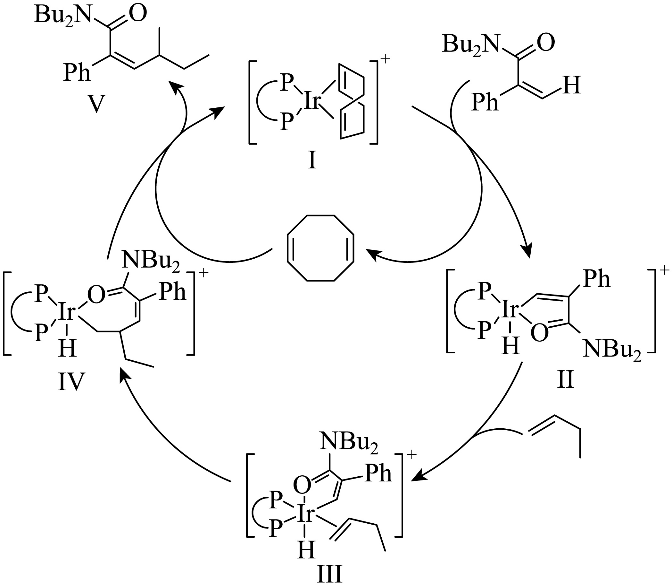 Bu₂N O
Ph
V
[P P Ir]⁺
I
Bu₂N O
H
Ph
P P Ir H O Ph NBu₂ +
II
P P Ir H O NBu₂ Ph +
III
P P Ir H O NBu₂ Ph +
IV